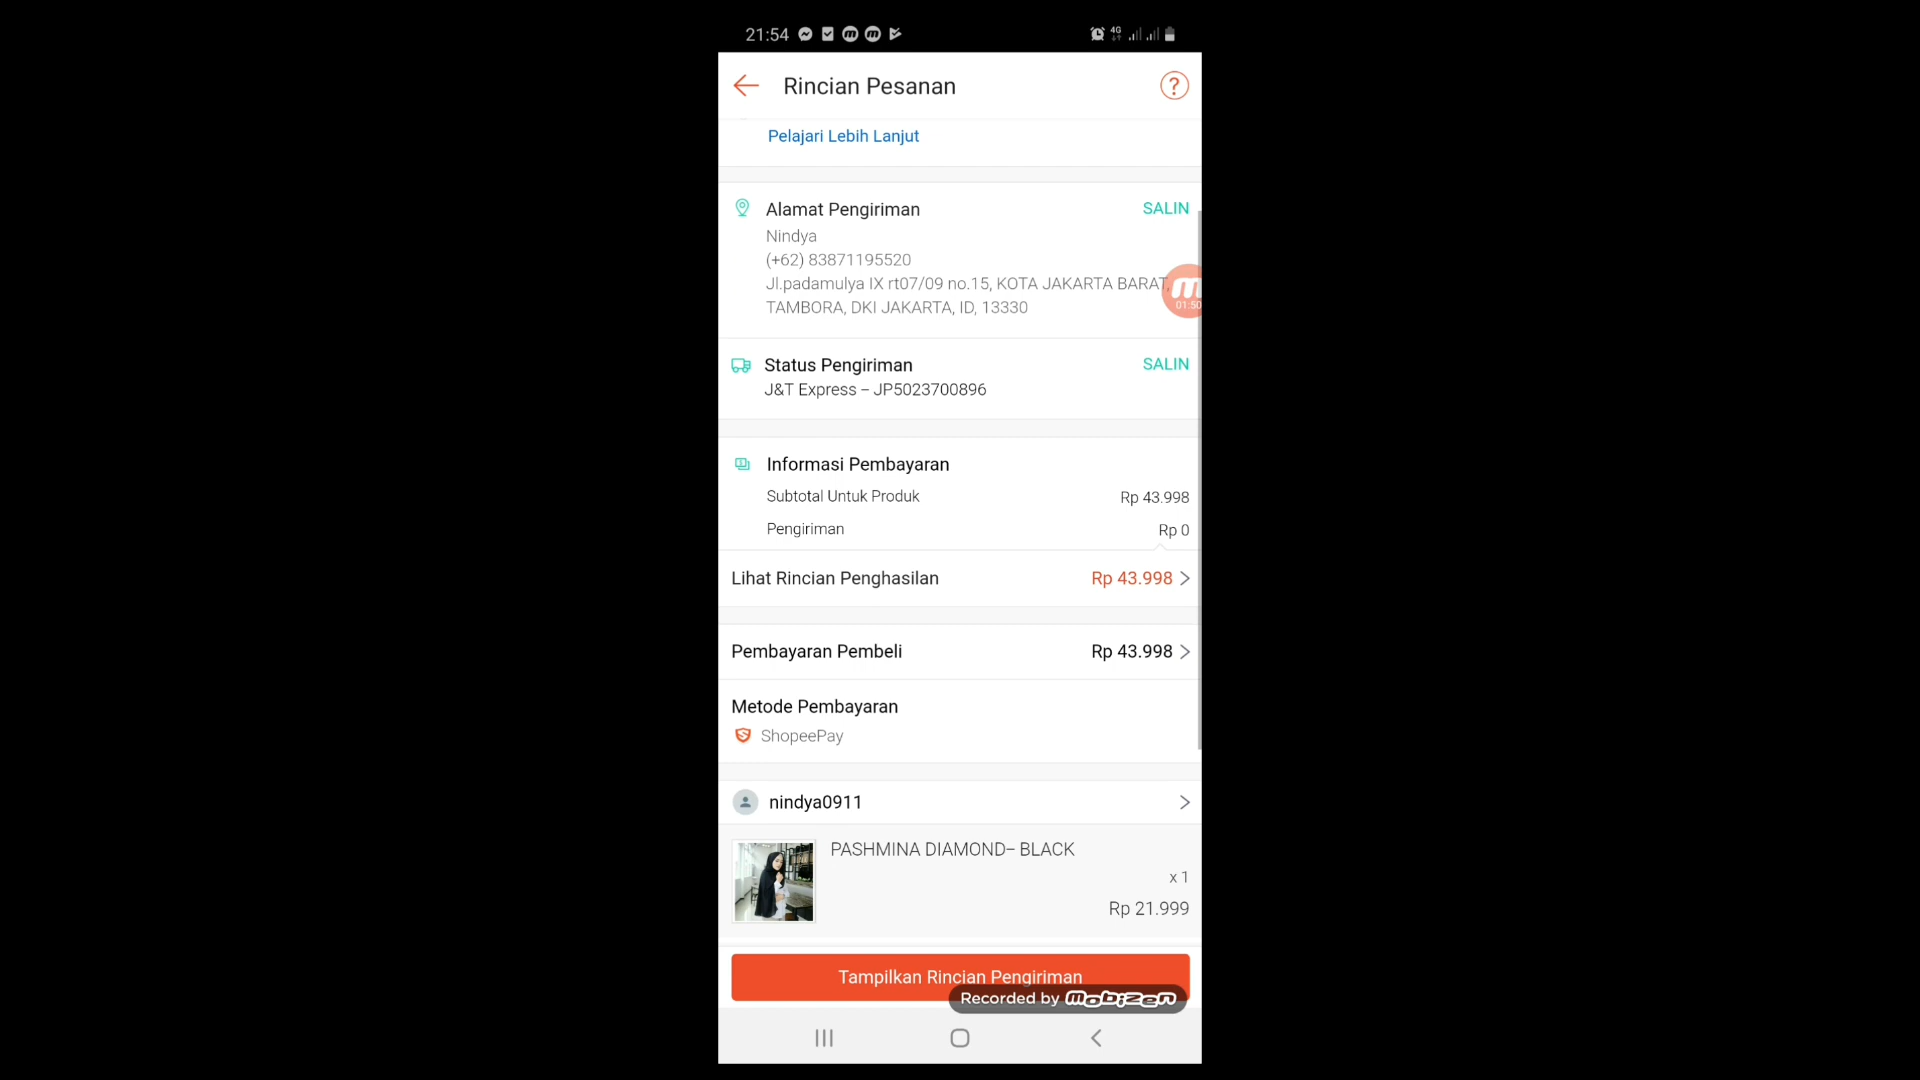 21:54
4G
Rincian Pesanan
?
Pelajari Lebih Lanjut
Alamat Pengiriman
SALIN
Nindya
(+62) 83871195520
Jl.padamulya IX rt07/09 no.15, KOTA JAKARTA BARAT,
TAMBORA, DKI JAKARTA, ID, 13330
01:50
Status Pengiriman
SALIN
J&T Express – JP5023700896
Informasi Pembayaran
Subtotal Untuk Produk
Rp 43.998
Pengiriman
Rp 0
Lihat Rincian Penghasilan
Rp 43.998
Pembayaran Pembeli
Rp 43.998
Metode Pembayaran
ShopeePay
nindya0911
PASHMINA DIAMOND– BLACK
x 1
Rp 21.999
Tampilkan Rincian Pengiriman
Recorded by mobizen